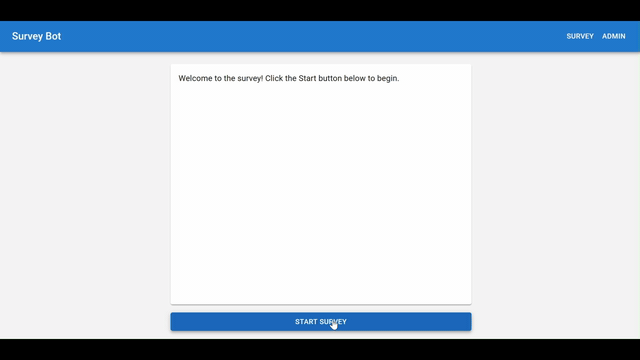 Survey Bot
SURVEY ADMIN
Welcome to the survey! Click the Start button below to begin.
START SURVEY